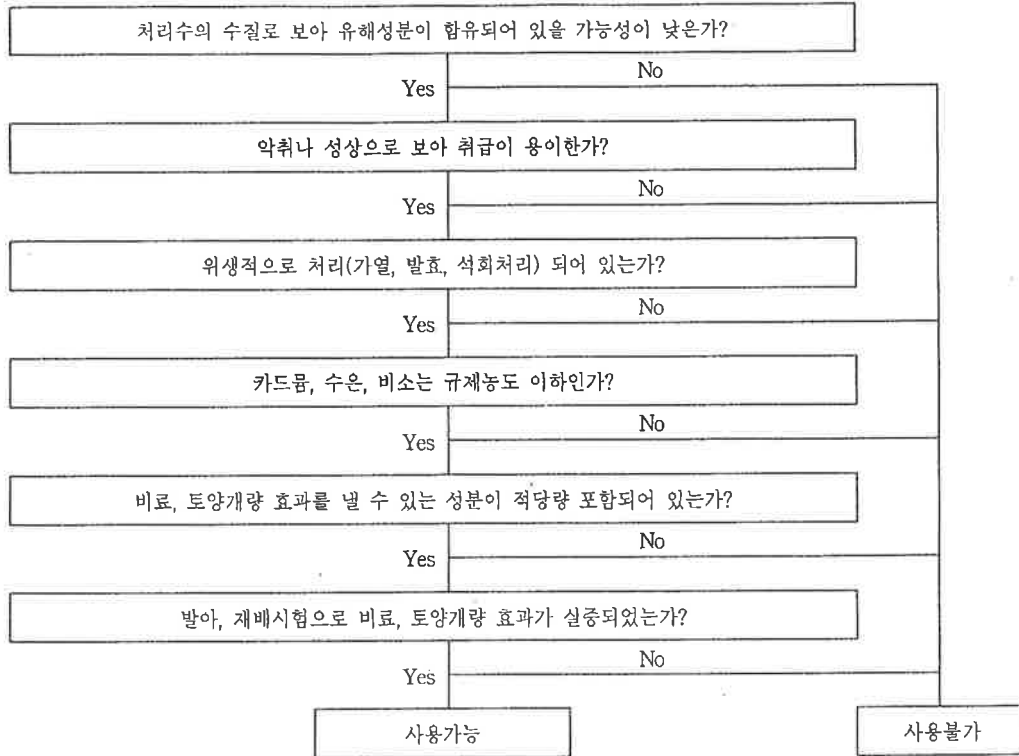 처리수의 수질로 보아 유해성분이 함유되어 있을 가능성이 낮은가?
No
Yes
악취나 성상으로 보아 취급이 용이한가?
No
Yes
위생적으로 처리(가열, 발효, 석회처리) 되어 있는가?
No
Yes
카드뮴, 수은, 비소는 규제농도 이하인가?
No
Yes
비료, 토양개량 효과를 낼 수 있는 성분이 적당량 포함되어 있는가?
No
Yes
발아, 재배시험으로 비료, 토양개량 효과가 실증되었는가?
No
Yes
사용가능
사용불가